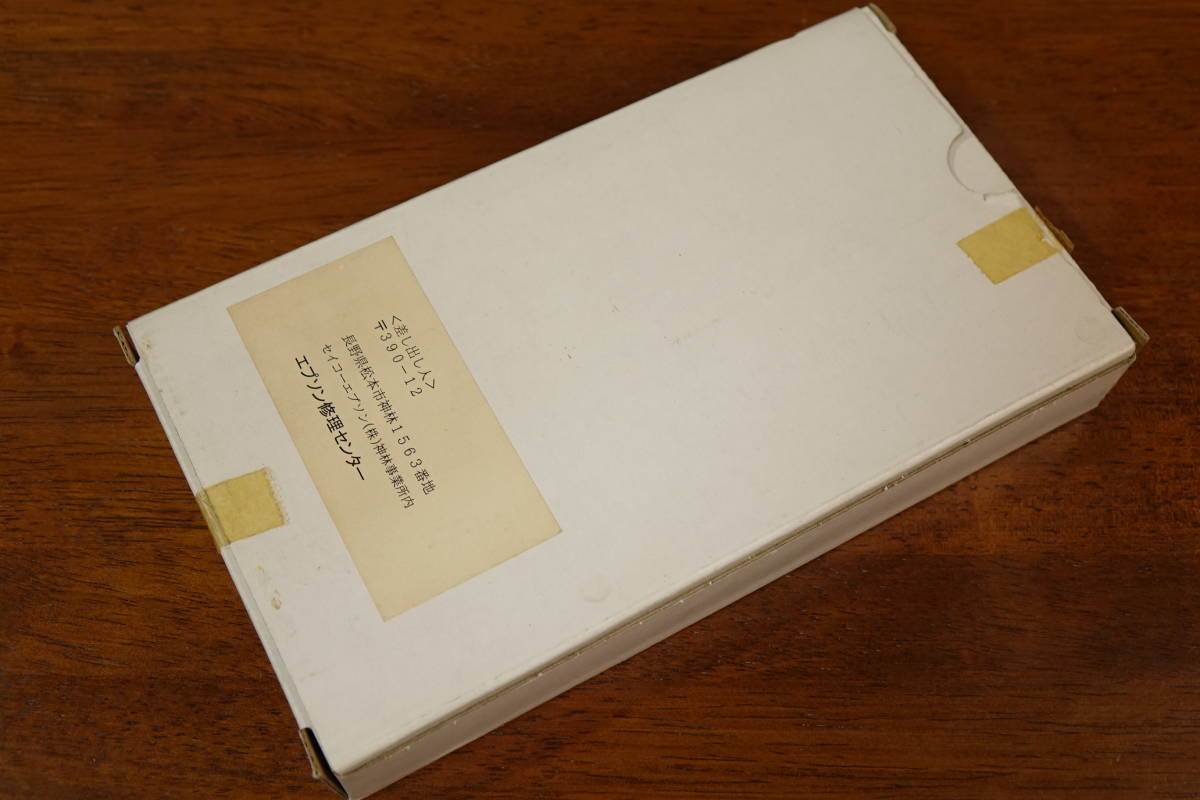 <差し出し人>
〒390-12
長野県松本市神林1563番地
セイコーエプソン(株)神林事業所内
エプソン修理センター